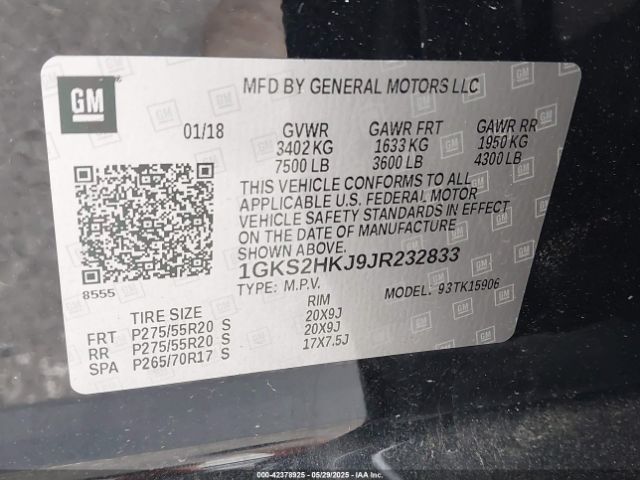 GM
MFD BY GENERAL MOTORS LLC
01/18 GVWR GAWR FRT GAWR RR
3402 KG 1633 KG 1950 KG
7500 LB 3600 LB 4300 LB
THIS VEHICLE CONFORMS TO ALL
APPLICABLE U.S. FEDERAL MOTOR
VEHICLE SAFETY STANDARDS IN EFFECT
ON THE DATE OF MANUFACTURE
SHOWN ABOVE.
1GKS2HKJ9JR232833
8555
TYPE: M.P.V. MODEL: 93TK15906
TIRE SIZE RIM
FRT P275/55R20 S 20X9J
RR P275/55R20 S 20X9J
SPA P265/70R17 S 17X7.5J
000-42378925 - 05/29/2025 - IAAI.COM